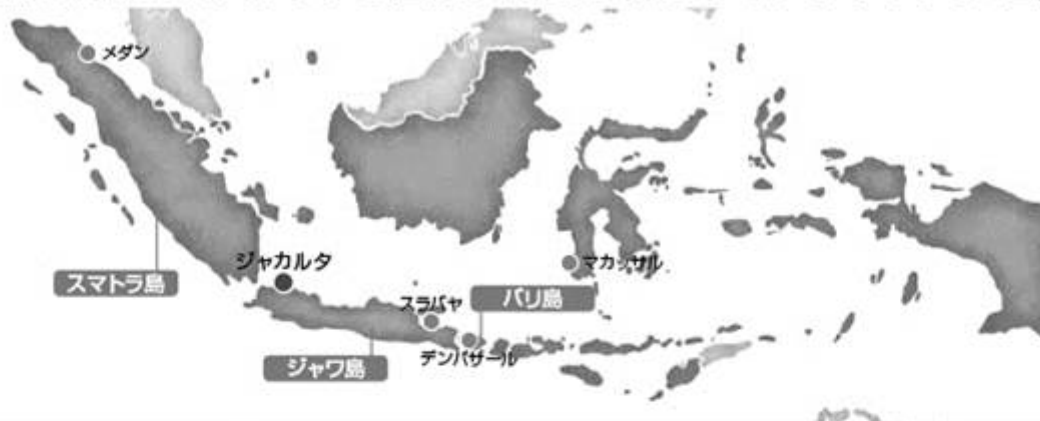 メダン
ジャカルタ
マカッサル
スマトラ島
スラバヤ
バリ島
デンパサール
ジャワ島